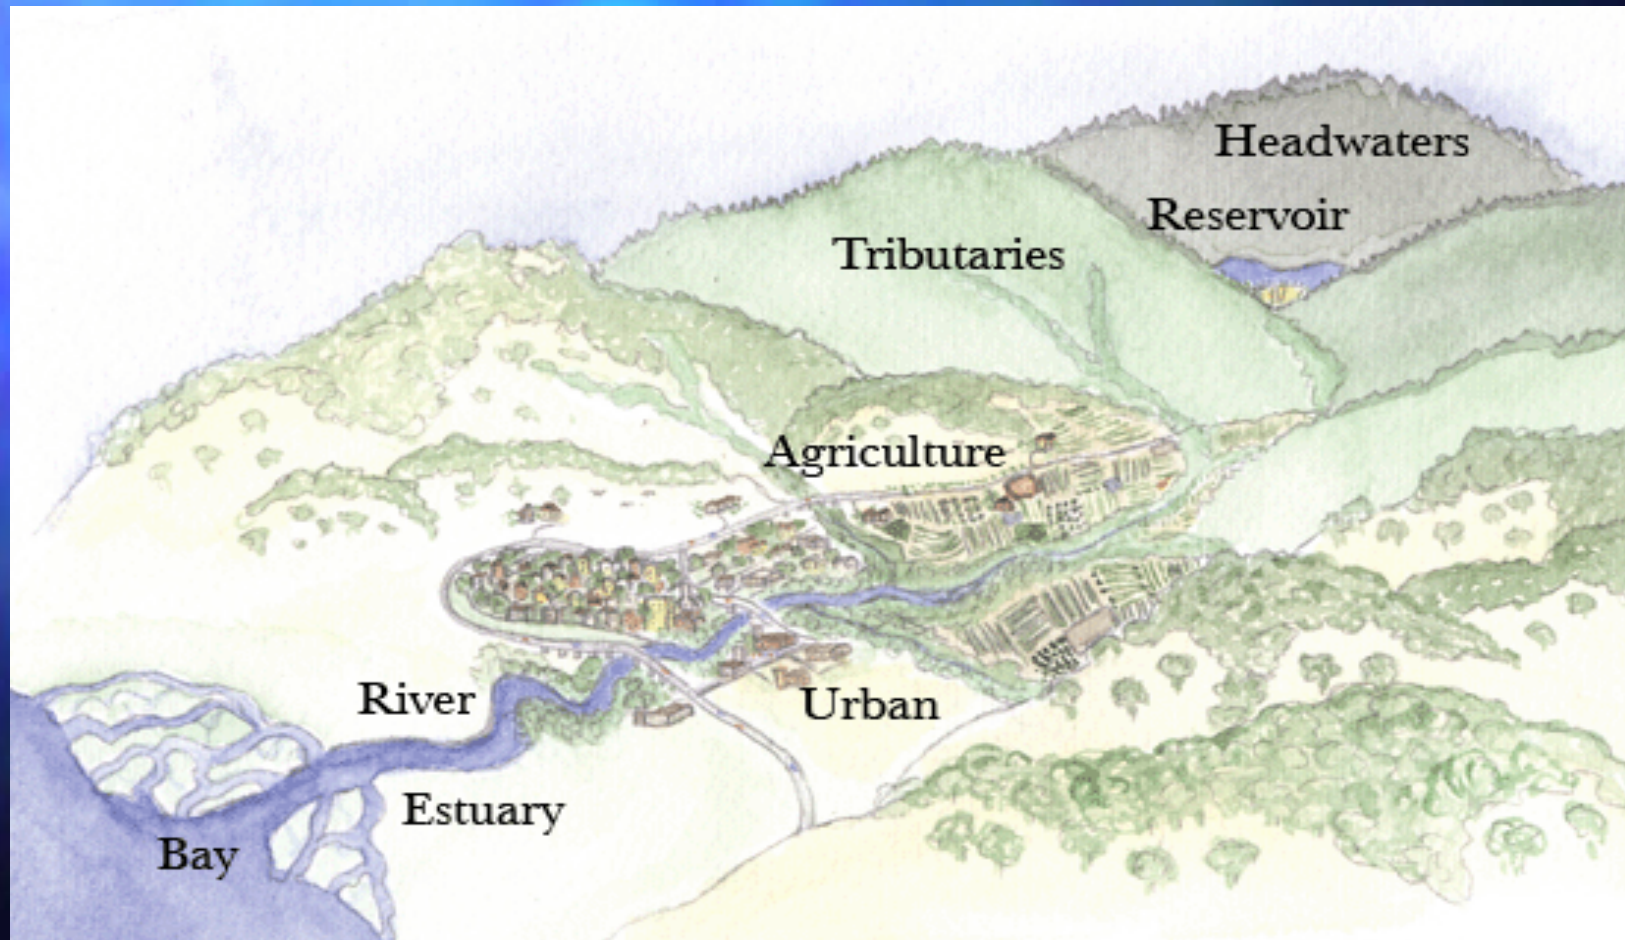 Headwaters
Reservoir
Tributaries
Agriculture
River
Urban
Estuary
Bay